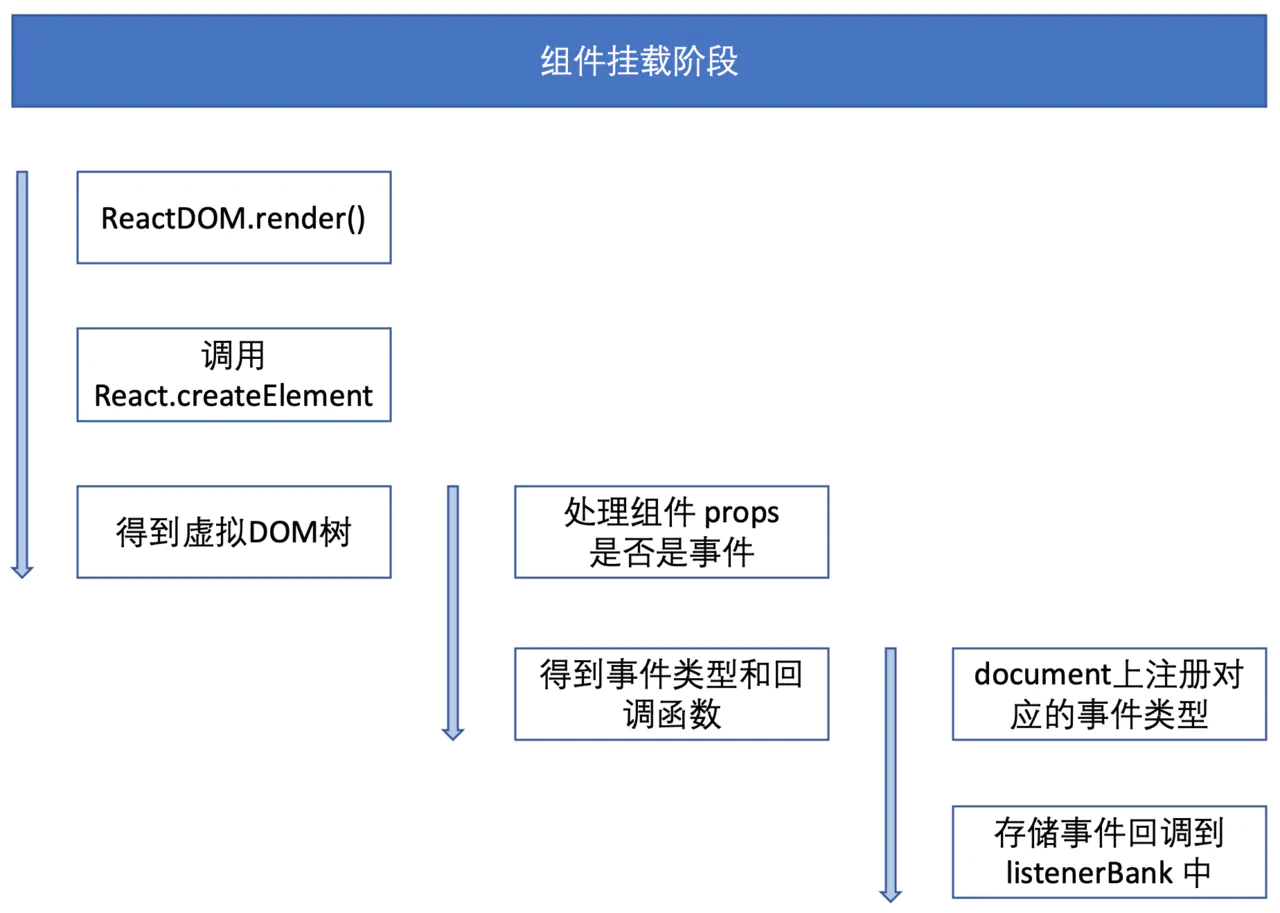 组件挂载阶段
ReactDOM.render()
调用
React.createElement
得到虚拟DOM树
处理组件 props
是否是事件
得到事件类型和回
调函数
document上注册对
应的事件类型
存储事件回调到
listenerBank 中